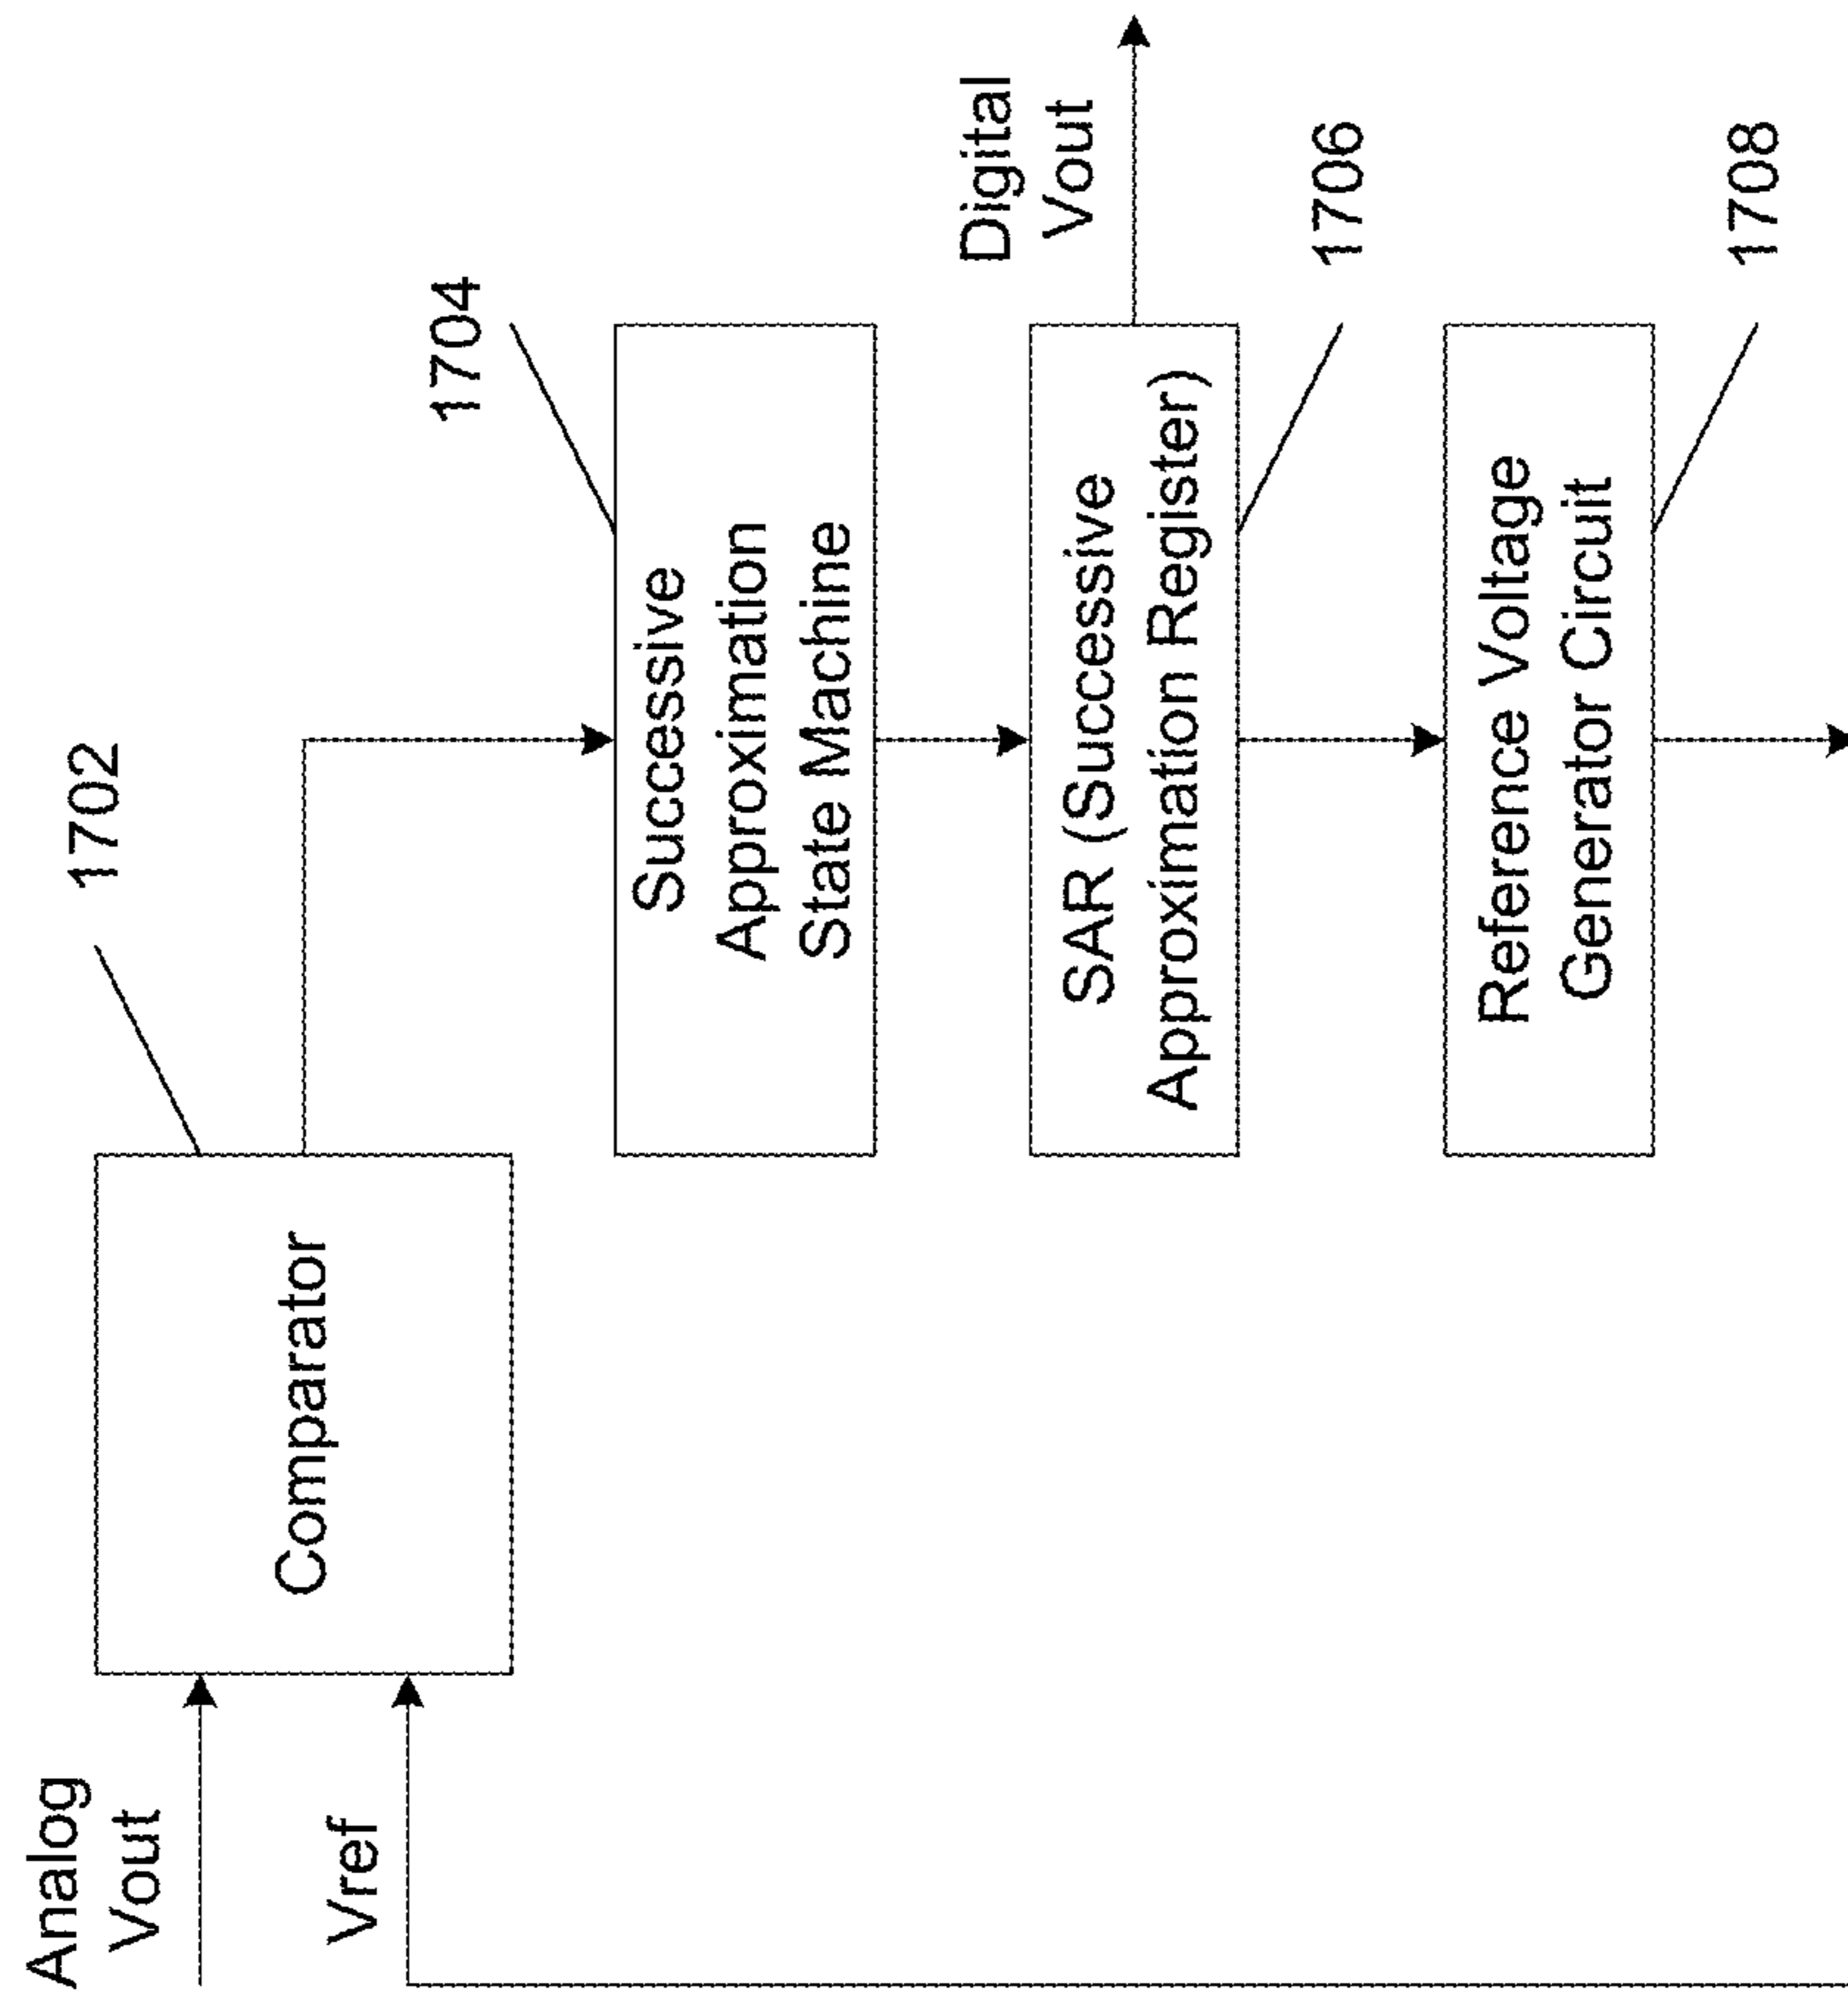 Analog
Vout
Vref
Comparator
1702
1704
Successive
Approximation
State Machine
Digital
Vout
SAR (Successive
Approximation Register)
1706
Reference Voltage
Generator Circuit
1708